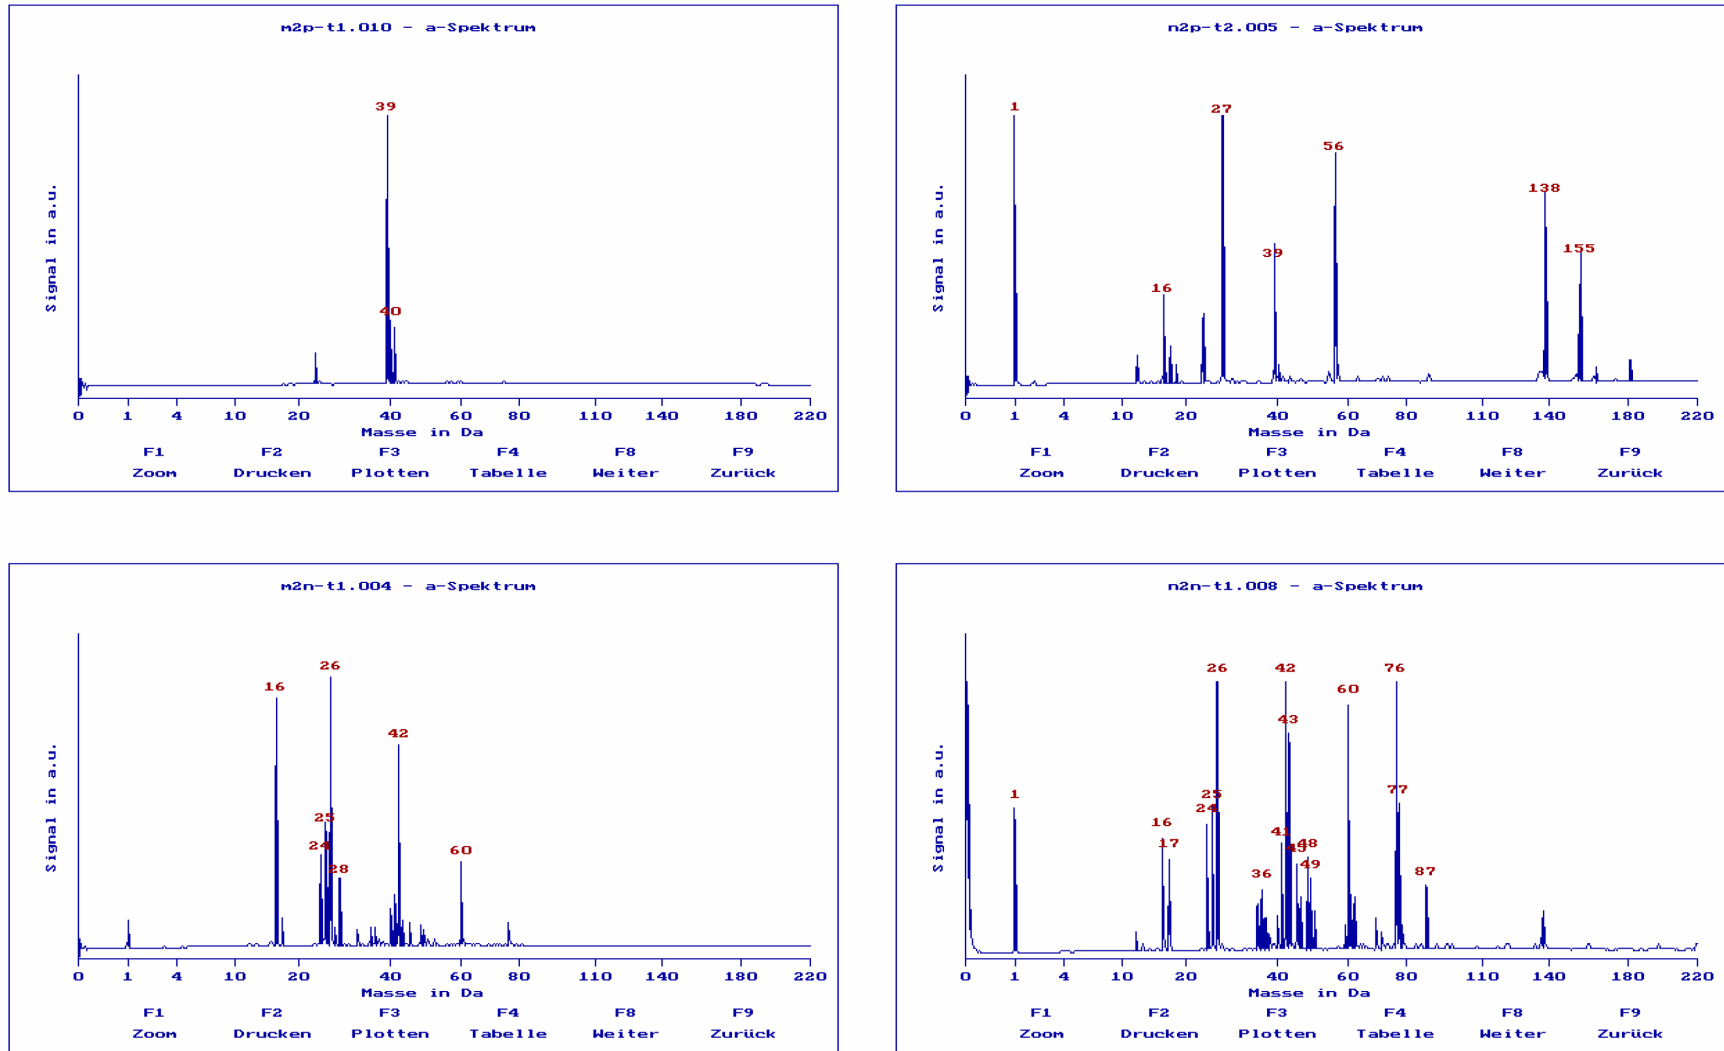 m2p-t1.010 - a-Spektrum
39
40
Signal in a.u.
0 1 4 10 20 40 60 80 110 140 180 220
Masse in Da
F1 F2 F3 F4 F8 F9
Zoom Drucken Plotten Tabelle Weiter Zurück
n2p-t2.005 - a-Spektrum
1 27
56
138
155
39
16
Signal in a.u.
0 1 4 10 20 40 60 80 110 140 180 220
Masse in Da
F1 F2 F3 F4 F8 F9
Zoom Drucken Plotten Tabelle Weiter Zurück
m2n-t1.004 - a-Spektrum
26
16
42
25
24
60
28
Signal in a.u.
0 1 4 10 20 40 60 80 110 140 180 220
Masse in Da
F1 F2 F3 F4 F8 F9
Zoom Drucken Plotten Tabelle Weiter Zurück
n2n-t1.008 - a-Spektrum
26 42 76
60
43
1 25 77
24
16 41
17 48
49
36 87
Signal in a.u.
0 1 4 10 20 40 60 80 110 140 180 220
Masse in Da
F1 F2 F3 F4 F8 F9
Zoom Drucken Plotten Tabelle Weiter Zurück